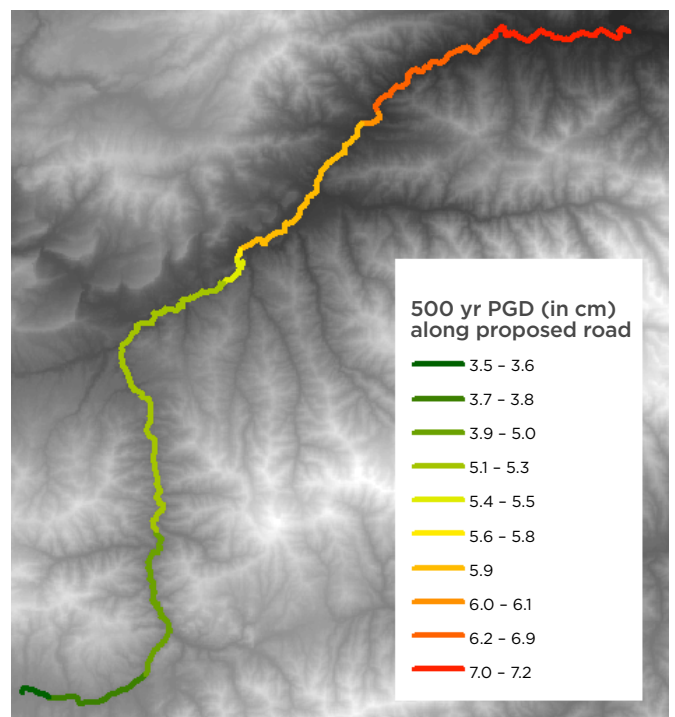 500 yr PGD (in cm)
along proposed road
3.5 – 3.6
3.7 – 3.8
3.9 – 5.0
5.1 – 5.3
5.4 – 5.5
5.6 – 5.8
5.9
6.0 – 6.1
6.2 – 6.9
7.0 – 7.2